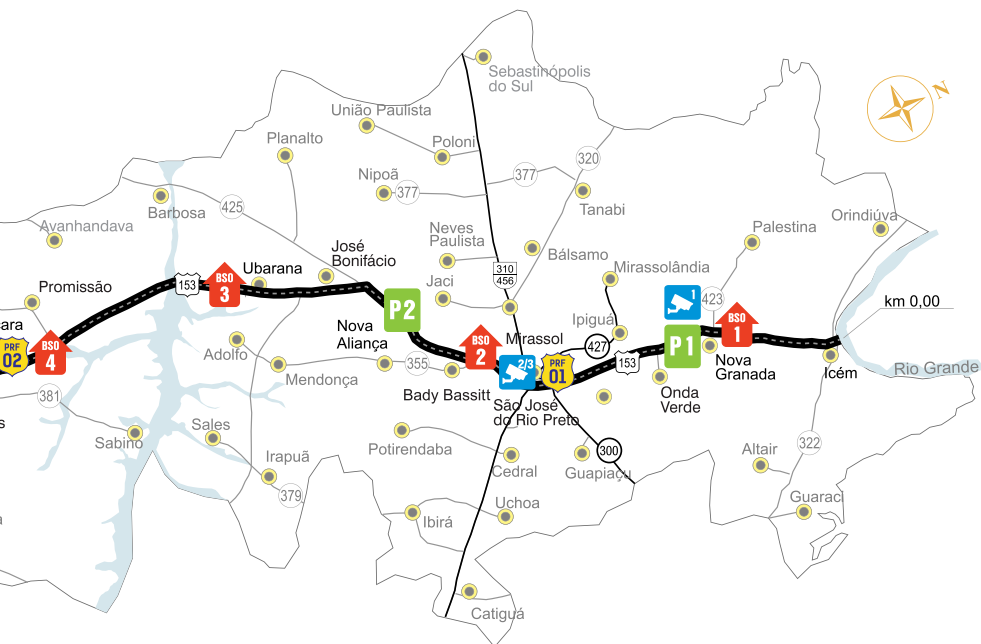 Sebastinópolis
do Sul
N
União Paulista
Planalto
Poloni
320
377
Nipoã
377
Barbosa
425
Tanabi
Avanhandava
Orindiúva
Palestina
Neves
Paulista
José
Bonifácio
Bálsamo
Mirassolândia
Ubarana
310
456
Jaci
153
BSO
3
Promissão
P2
1
423
km 0,00
BSO
1
Ipiguá
cara
PRF
02
BSO
4
Nova
Aliança
BSO
2
Mirassol
427
P1
153
Adolfo
355
2/3
PRF
01
Nova
Granada
Icém
Rio Grande
Mendonça
Bady Bassitt
Onda
Verde
381
São José
do Rio Preto
s
Sabino
Sales
Potirendaba
300
322
Irapuã
Cedral
Guapiaçu
Altair
379
Guaraci
Uchoa
Ibirá
a
Catiguá